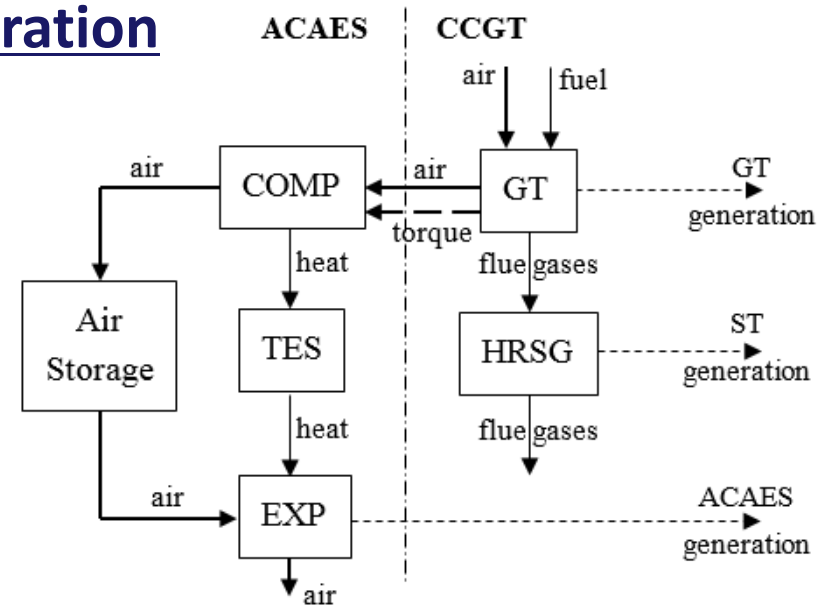 ration
ACAES
CCGT
air
fuel
air
COMP
air
GT
GT
generation
torque
heat
flue gases
Air
Storage
TES
HRSG
ST
generation
heat
flue gases
air
EXP
ACAES
generation
air